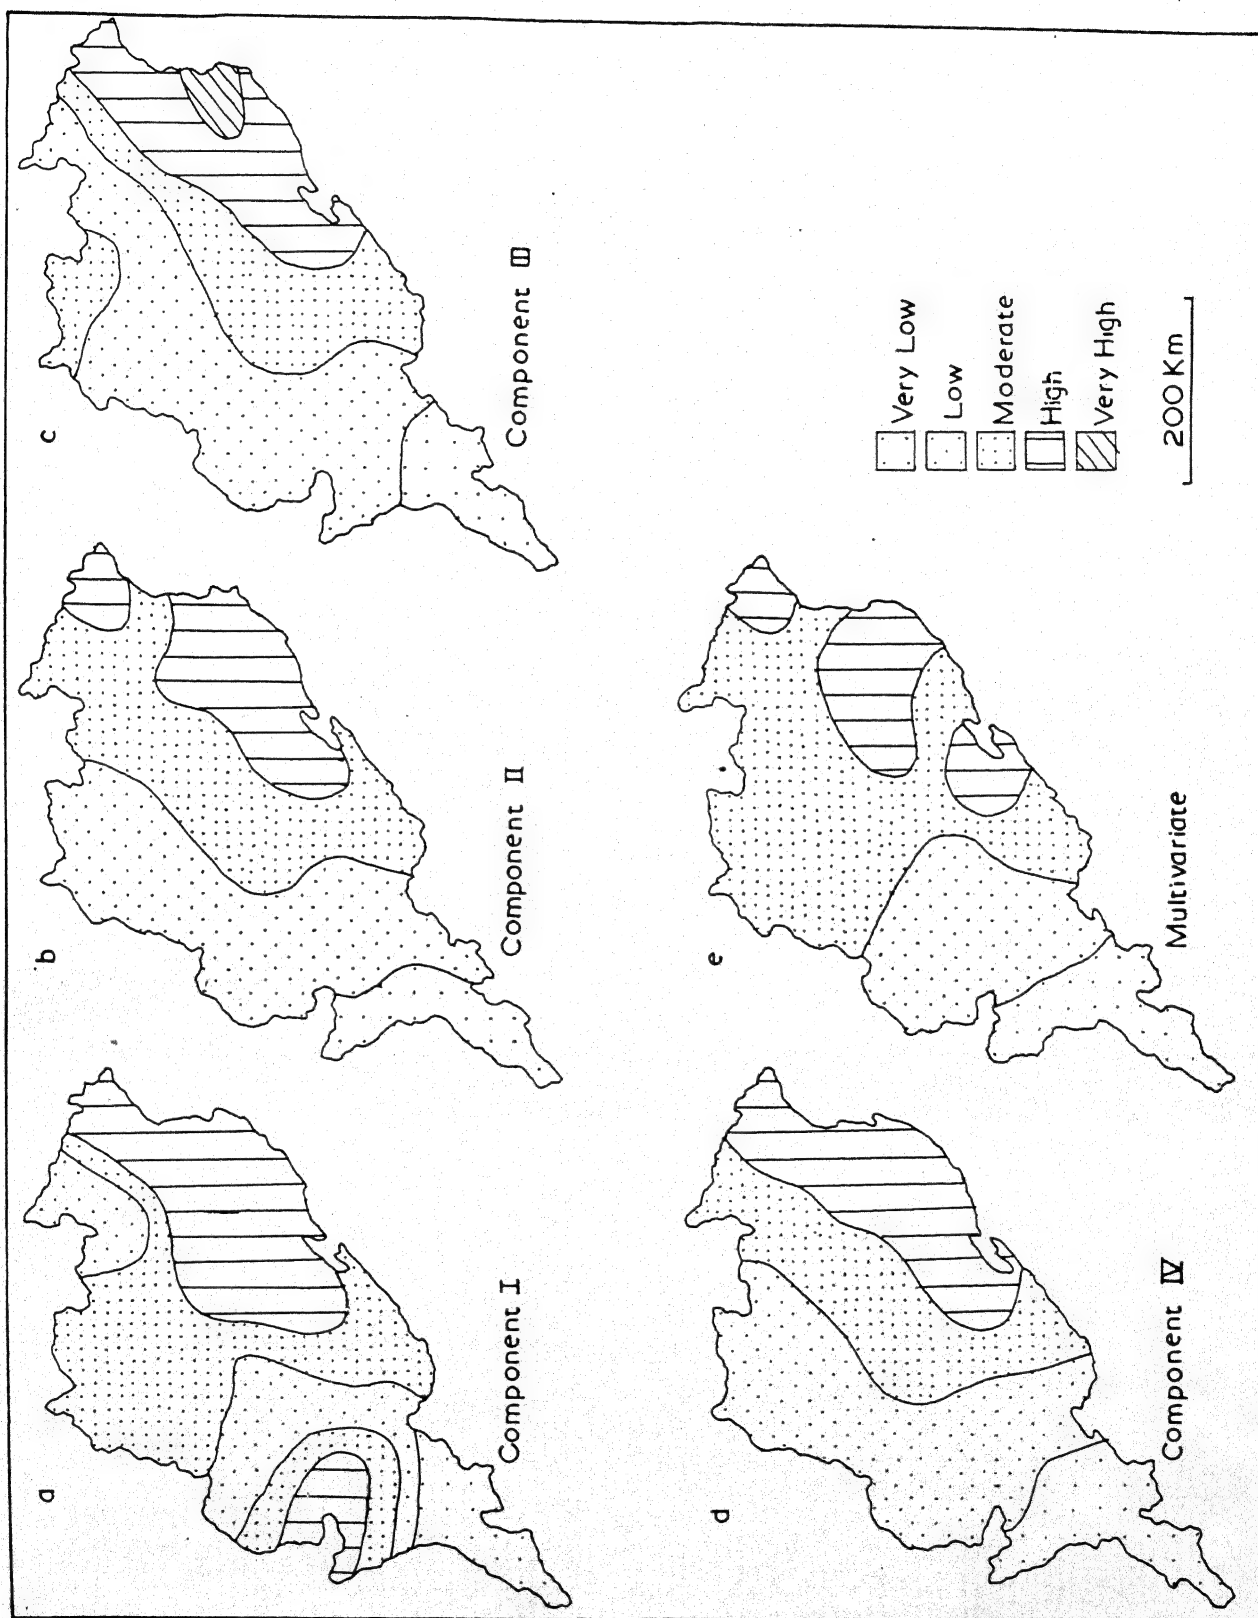 a
Component I
b
Component II
c
Component III
d
Component IV
e
Multivariate
Very Low
Low
Moderate
High
Very High
200 Km